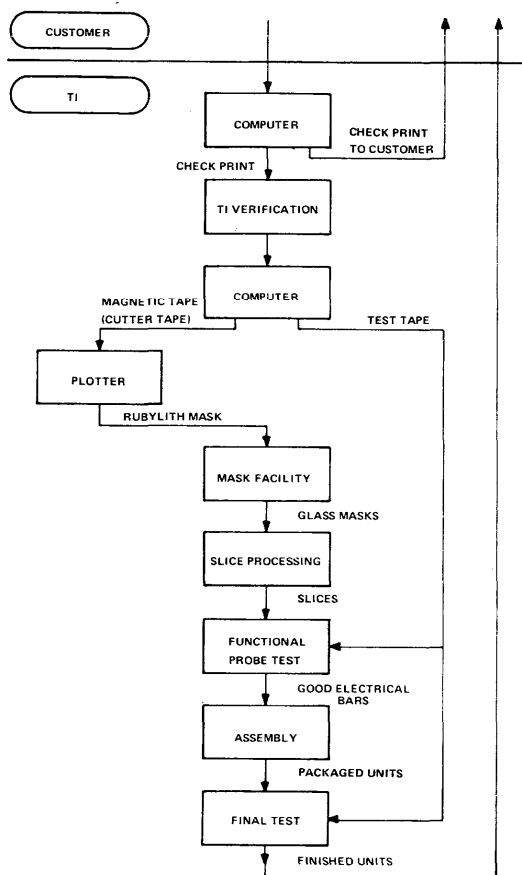 CUSTOMER
TI
COMPUTER
CHECK PRINT
TO CUSTOMER
CHECK PRINT
TI VERIFICATION
COMPUTER
MAGNETIC TAPE
(CUTTER TAPE)
TEST TAPE
PLOTTER
RUBYLITH MASK
MASK FACILITY
GLASS MASKS
SLICE PROCESSING
SLICES
FUNCTIONAL
PROBE TEST
GOOD ELECTRICAL
BARS
ASSEMBLY
PACKAGED UNITS
FINAL TEST
FINISHED UNITS